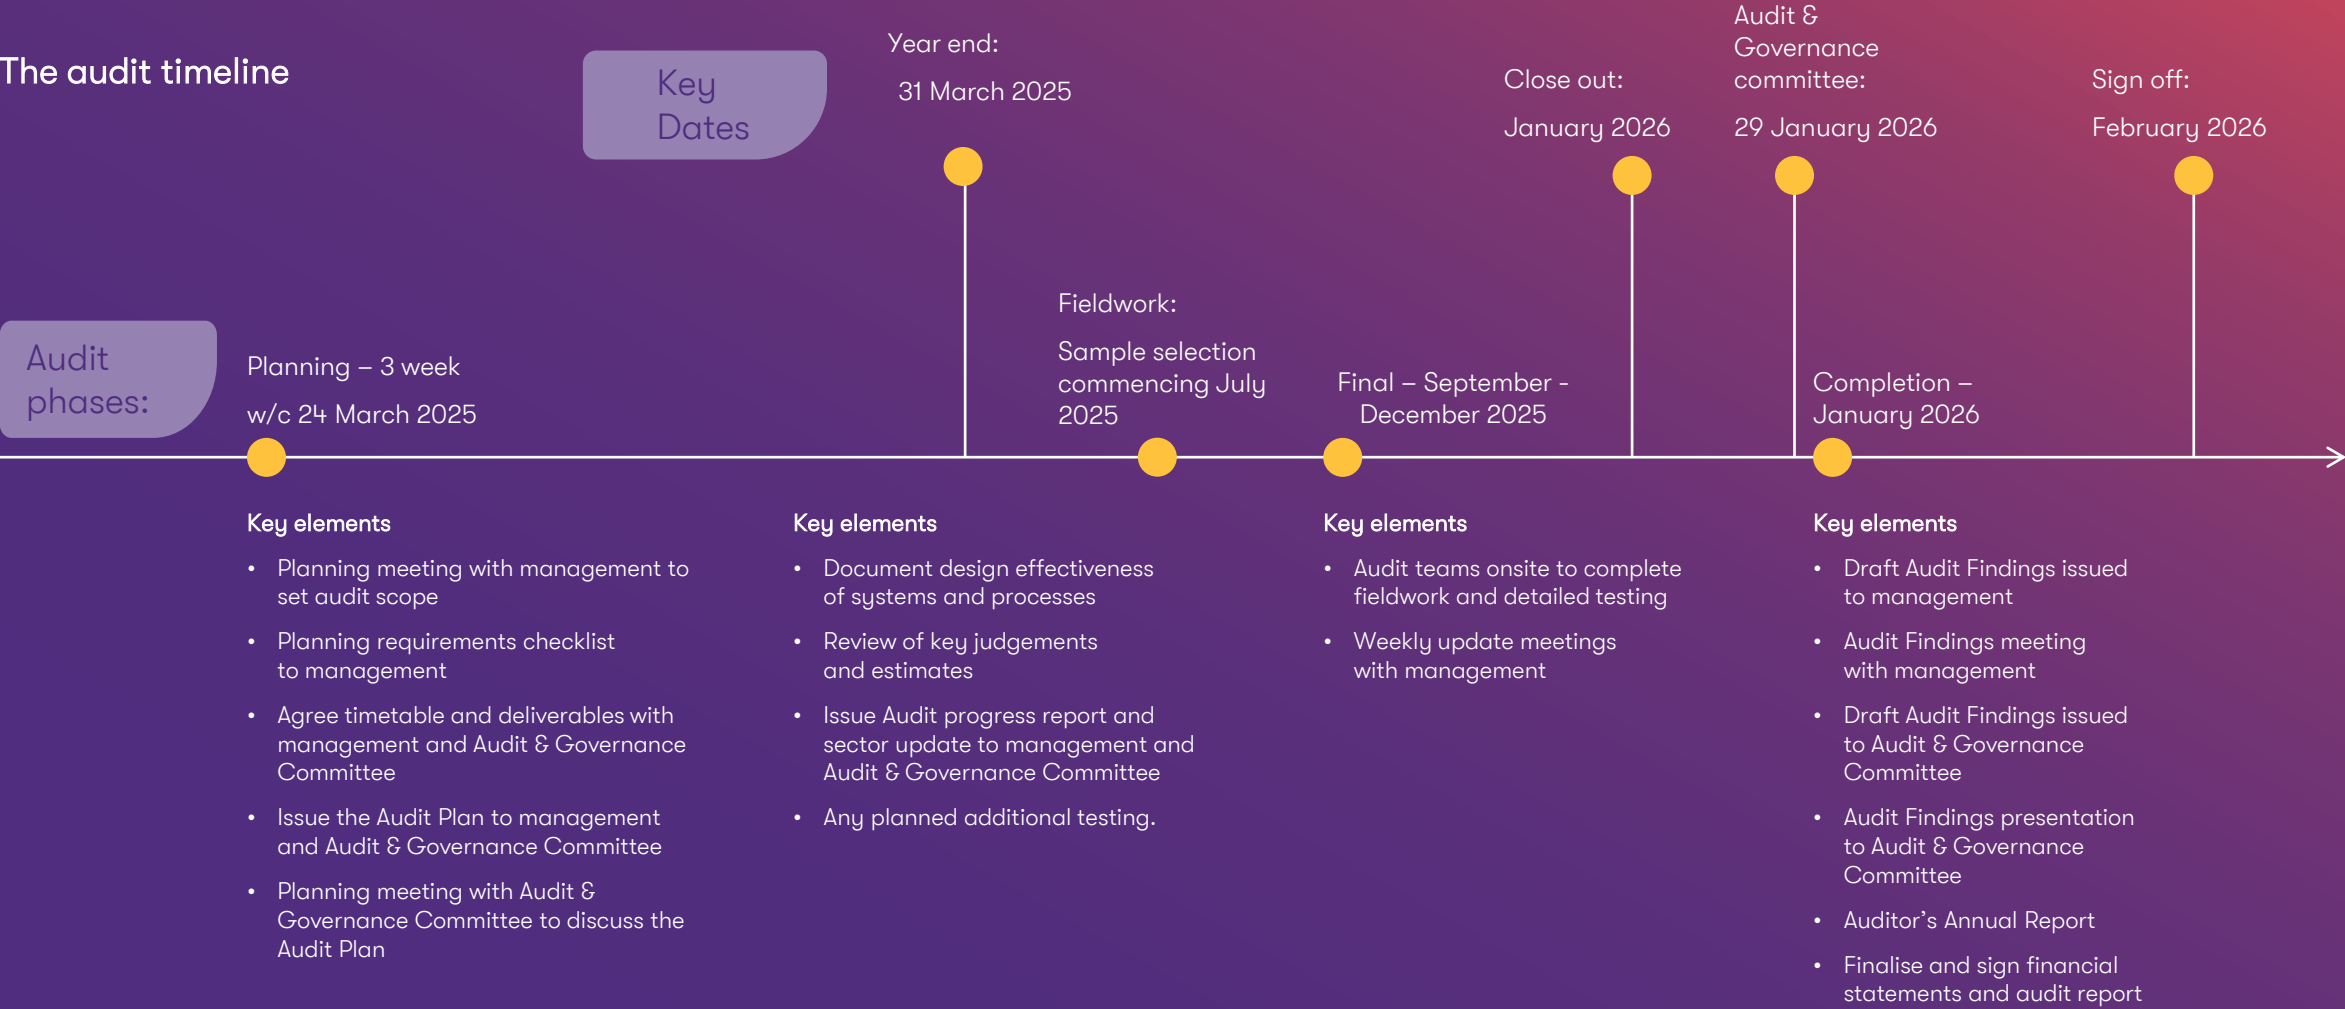 The audit timeline
Key
Dates
Year end:
31 March 2025
Close out:
January 2026
Audit &
Governance
committee:
29 January 2026
Sign off:
February 2026
Audit
phases:
Planning – 3 week
w/c 24 March 2025
Fieldwork:
Sample selection
commencing July
2025
Final – September -
December 2025
Completion –
January 2026
Key elements
• Planning meeting with management to
set audit scope
• Planning requirements checklist
to management
• Agree timetable and deliverables with
management and Audit & Governance
Committee
• Issue the Audit Plan to management
and Audit & Governance Committee
• Planning meeting with Audit &
Governance Committee to discuss the
Audit Plan
Key elements
• Document design effectiveness
of systems and processes
• Review of key judgements
and estimates
• Issue Audit progress report and
sector update to management and
Audit & Governance Committee
• Any planned additional testing.
Key elements
• Audit teams onsite to complete
fieldwork and detailed testing
• Weekly update meetings
with management
Key elements
• Draft Audit Findings issued
to management
• Audit Findings meeting
with management
• Draft Audit Findings issued
to Audit & Governance
Committee
• Audit Findings presentation
to Audit & Governance
Committee
• Auditor’s Annual Report
• Finalise and sign financial
statements and audit report